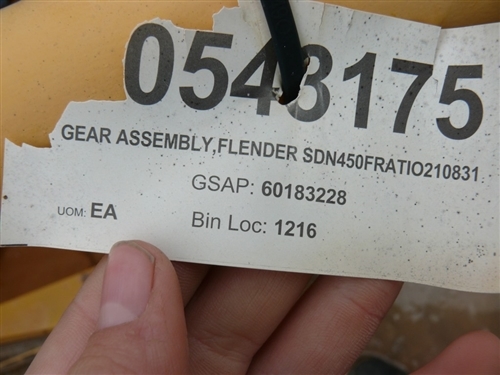 0543175
GEAR ASSEMBLY,FLENDER SDN450FRATIO210831
GSAP: 60183228
UOM: EA
Bin Loc: 1216